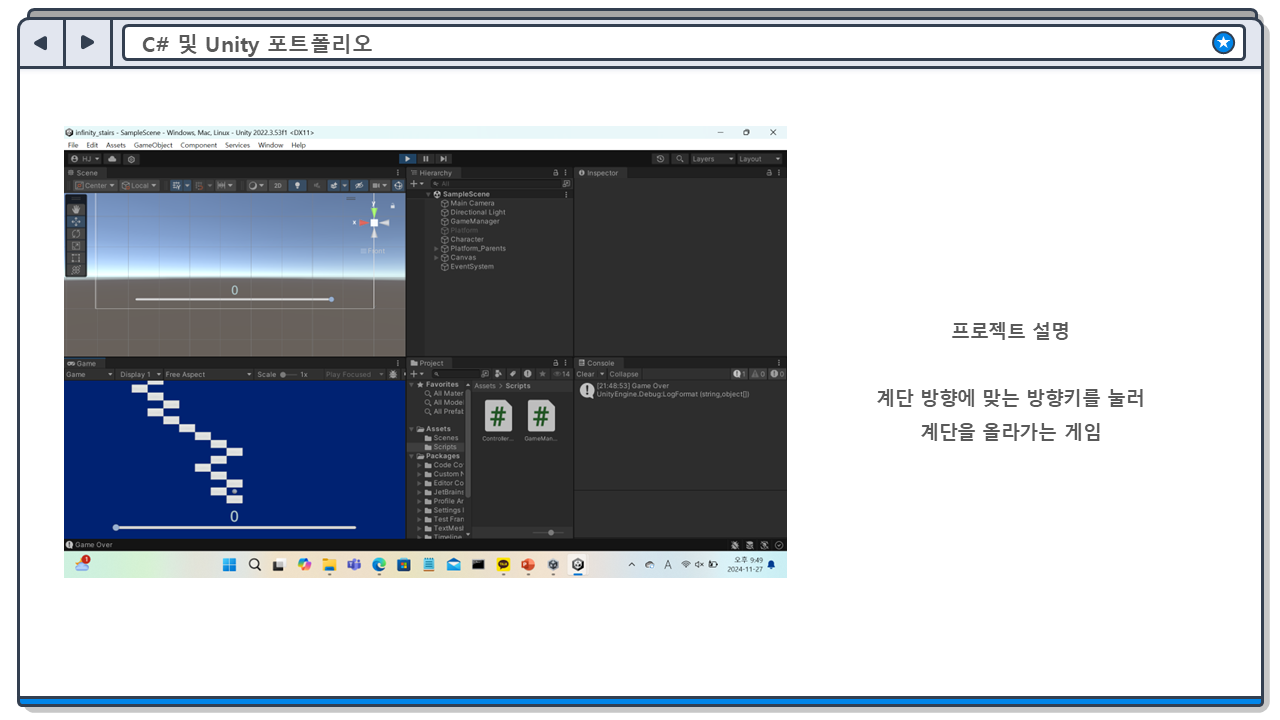 C# 및 Unity 포트폴리오
infinity_stairs - SampleScene - Windows, Mac, Linux - Unity 2022.3.53f1 <DX11>
File Edit Assets GameObject Component Services Window Help
HJ
Layers Layout
Scene
Center Local 2D
y
x
Front
0
Hierarchy
All
SampleScene
Main Camera
Directional Light
GameManager
Platform
Character
Platform_Parents
Canvas
EventSystem
Inspector
Game
Game Display 1 Free Aspect Scale 1x Play Focused
0
Project
14
Favorites
All Mater
All Mode
All Prefab
Assets
Scenes
Scripts
Packages
Code Co
Custom N
Editor Co
JetBrains
Profile Ar
Settings
Test Fran
TextMes
Timeline
Assets > Scripts
#
#
Controller...
GameMan...
Console
Clear Collapse 1 0 0
[21:48:53] Game Over
UnityEngine.Debug:LogFormat (string,object[])
Game Over
1
A
오후 9:49
2024-11-27
프로젝트 설명
계단 방향에 맞는 방향키를 눌러
계단을 올라가는 게임